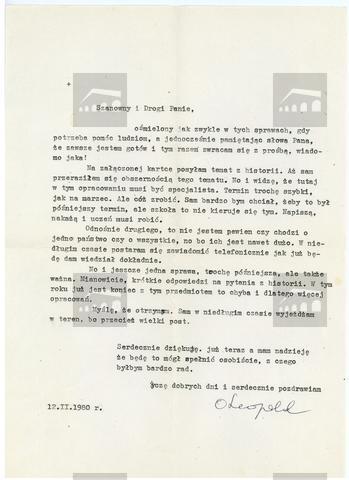 +
Szanowny i Drogi Panie,
ośmielony jak zwykle w tych sprawach, gdy
potrzeba pomóc ludziom, a jednocześnie pamiętając słowa Pana,
że zawsze jesteś gotów i tym razem zwracam się z prośbą, wiado-
mo jaką!
Na załączonej kartce posyłam temat z historii. Aż sam
przeraziłem się obszernością tego tematu. No i widzę, że tutaj
w tym opracowaniu musi być specjalista. Termin trochę szybki,
jak na marzec. Ale cóż zrobić. Sam bardzo bym chciał, żeby to był
późniejszy termin, ale szkoła to nie kieruje się tym. Napiszą,
nakażą i uczeń musi robić.
Odnośnie drugiego, to nie jestem pewien czy chodzi o
jedno państwo czy o wszystkie, no bo ich jest nawet dużo. W nie-
długim czasie postaram się zawiadomić telefonicznie jak już bę-
dę dam wiedział dokładnie.
No i jeszcze jedna sprawa, trochę późniejsza, ale także
ważna. Mianowicie, krótkie odpowiedzi na pytania z historii. W tym
roku już jest koniec z tym przedmiotem to chyba i dlatego więcej
opracowań.
Myślę, że otrzymam. Sam w niedługim czasie wyjeżdżam
w teren, bo przecież wielki post.
Serdecznie dziękuję. już teraz a mam nadzieję
że będę to mógł spełnić osobiście, z czego
byłbym bardzo rad.
życzę dobrych dni i serdecznie pozdrawiam
O Leopold
12.II.1980 r.